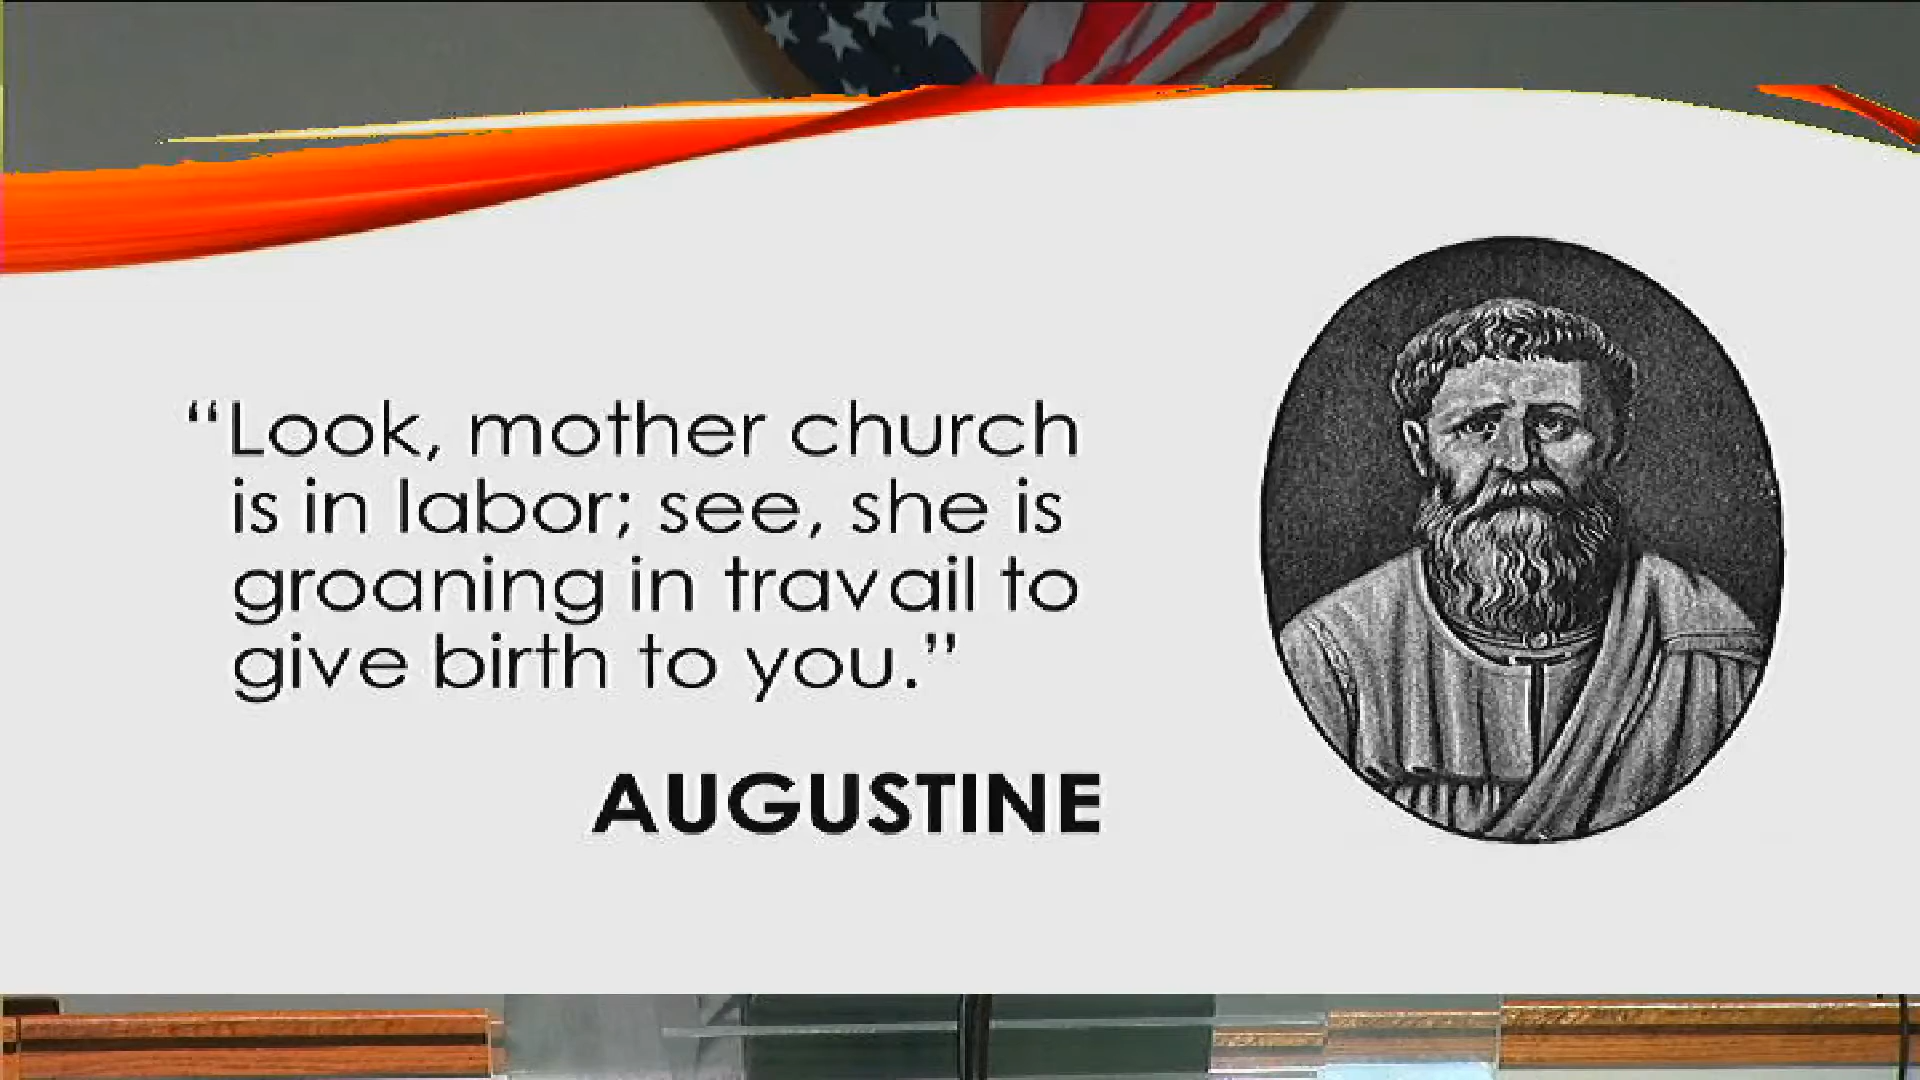 “Look, mother church
is in labor; see, she is
groaning in travail to
give birth to you.”
AUGUSTINE